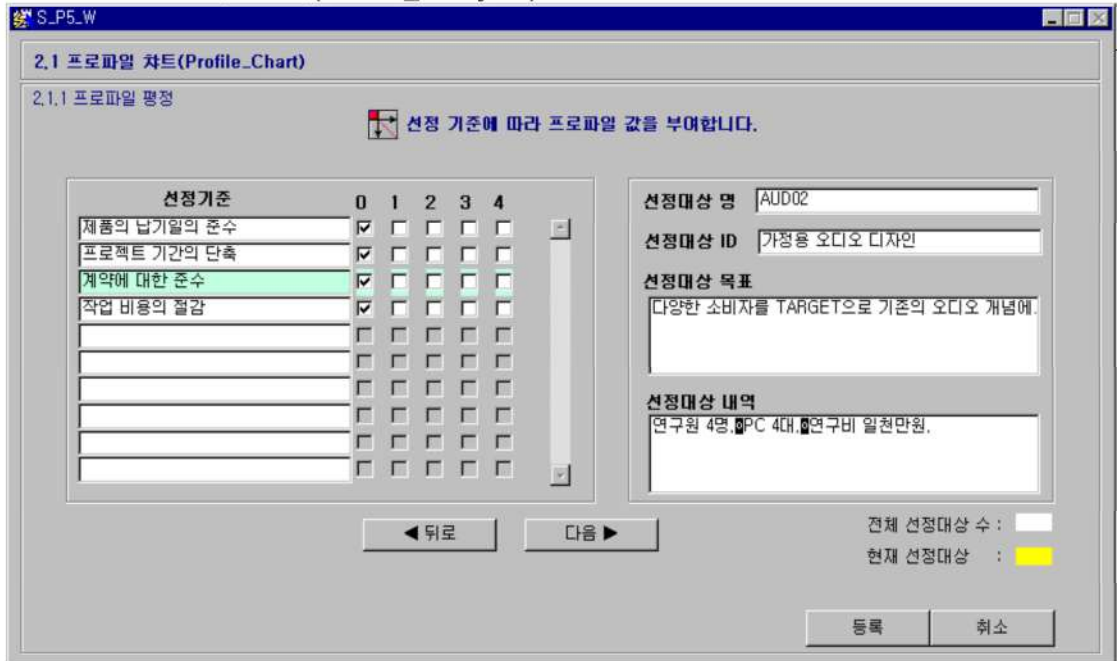 S_P5_W
2.1 프로파일 챠트(Profile_Chart)
2.1.1 프로파일 평정
선정 기준에 따라 프로파일 값을 부여합니다.
선정기준 0 1 2 3 4
제품의 납기일의 준수
프로젝트 기간의 단축
계약에 대한 준수
작업 비용의 절감
선정대상 명 AUD02
선정대상 ID 가정용 오디오 디자인
선정대상 목표
다양한 소비자를 TARGET으로 기존의 오디오 개념에.
선정대상 내역
연구원 4명, PC 4대, 연구비 일천만원,
◀ 뒤로 다음 ▶
전체 선정대상 수 :
현재 선정대상 :
등록 취소